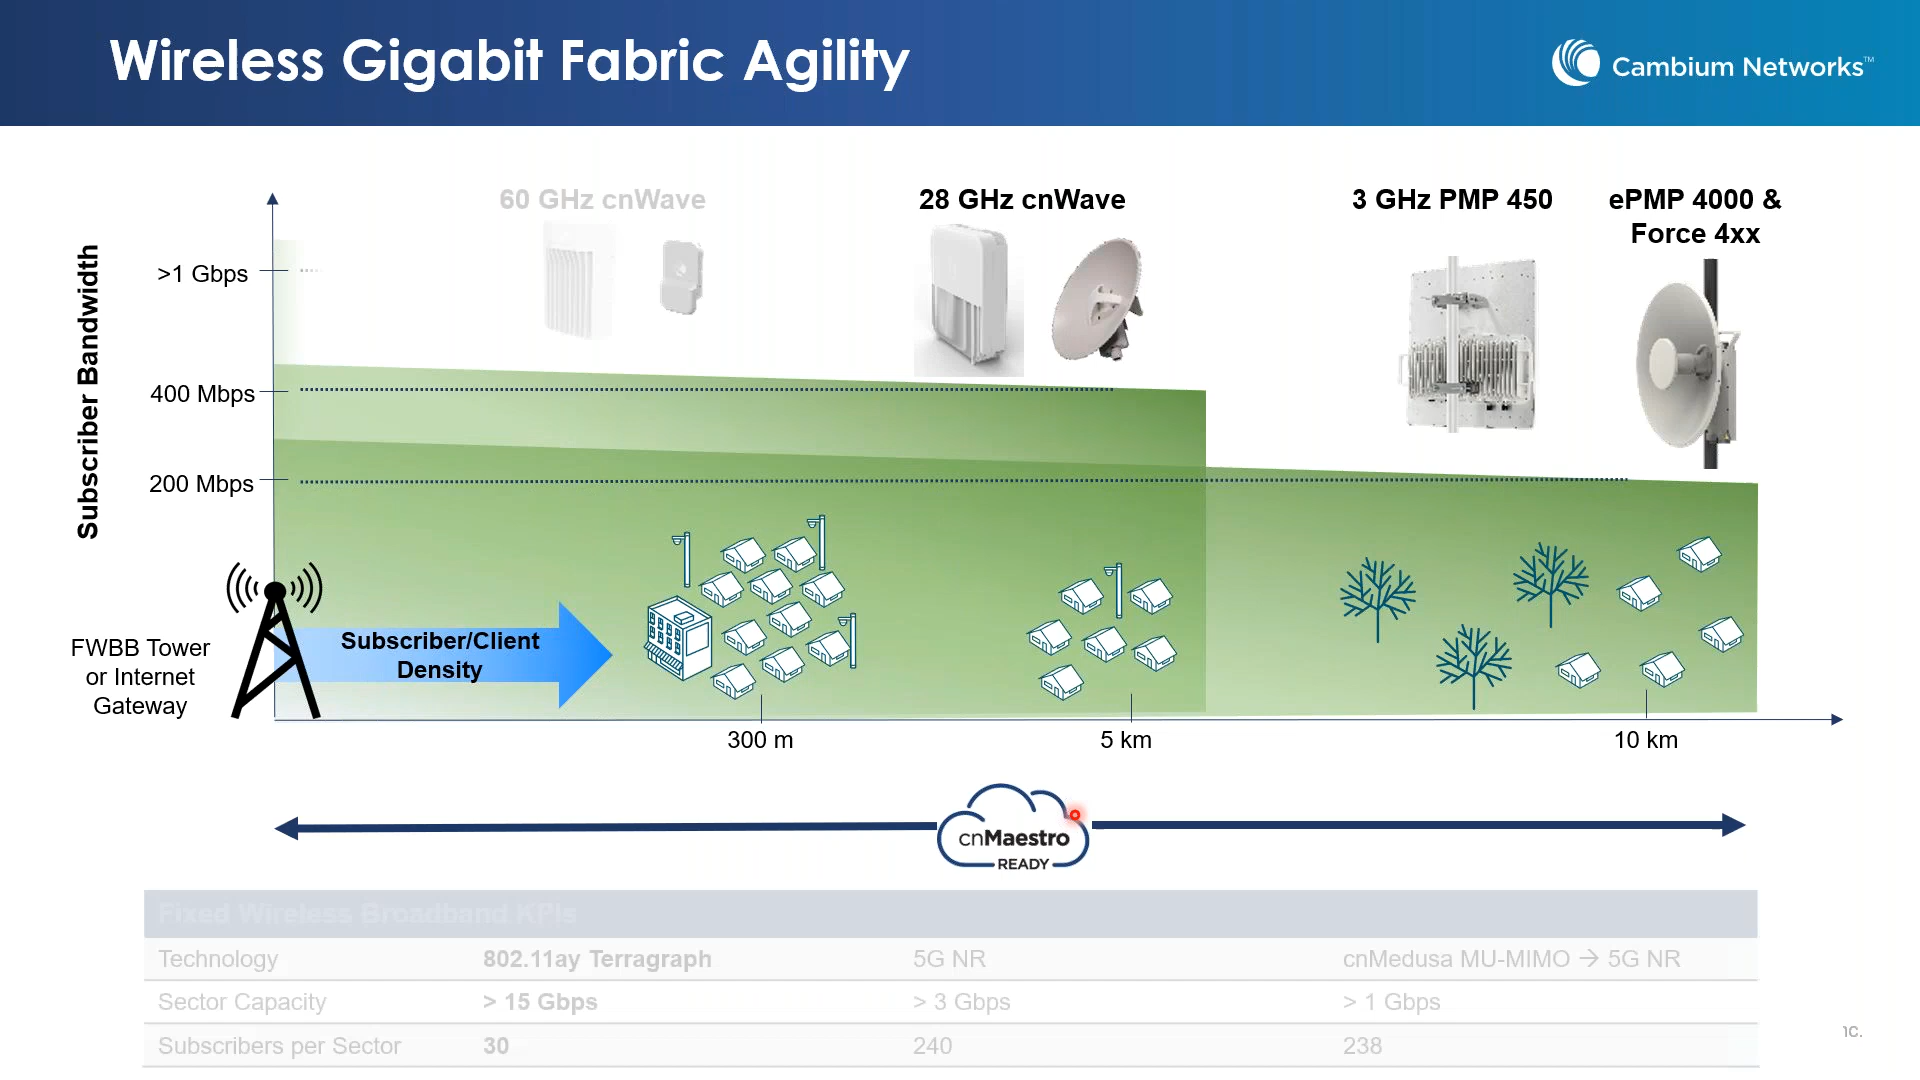 Wireless Gigabit Fabric Agility
Cambium Networks™
60 GHz cnWave
28 GHz cnWave
3 GHz PMP 450
ePMP 4000 &
Force 4xx
Subscriber Bandwidth
>1 Gbps
400 Mbps
200 Mbps
FWBB Tower
or Internet
Gateway
Subscriber/Client
Density
300 m
5 km
10 km
cnMaestro
READY
Fixed Wireless Broadband KPIs
Technology 802.11ay Terragraph 5G NR cnMedusa MU-MIMO → 5G NR
Sector Capacity > 15 Gbps > 3 Gbps > 1 Gbps
Subscribers per Sector 30 240 238